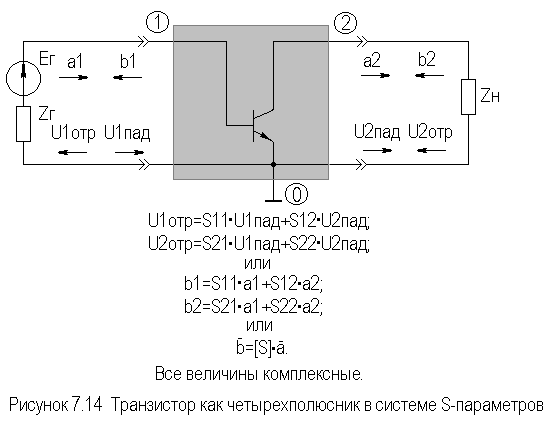 1 2
Eг a1 b1 a2 b2
Zг Zн
U1отр U1пад U2пад U2отр
0
U1отр=S11•U1пад+S12•U2пад;
U2отр=S21•U1пад+S22•U2пад;
или
b1=S11•a1+S12•a2;
b2=S21•a1+S22•a2;
или
b̄=[S]•ā.
Все величины комплексные.
Рисунок 7.14 Транзистор как четырехполюсник в системе S-параметров